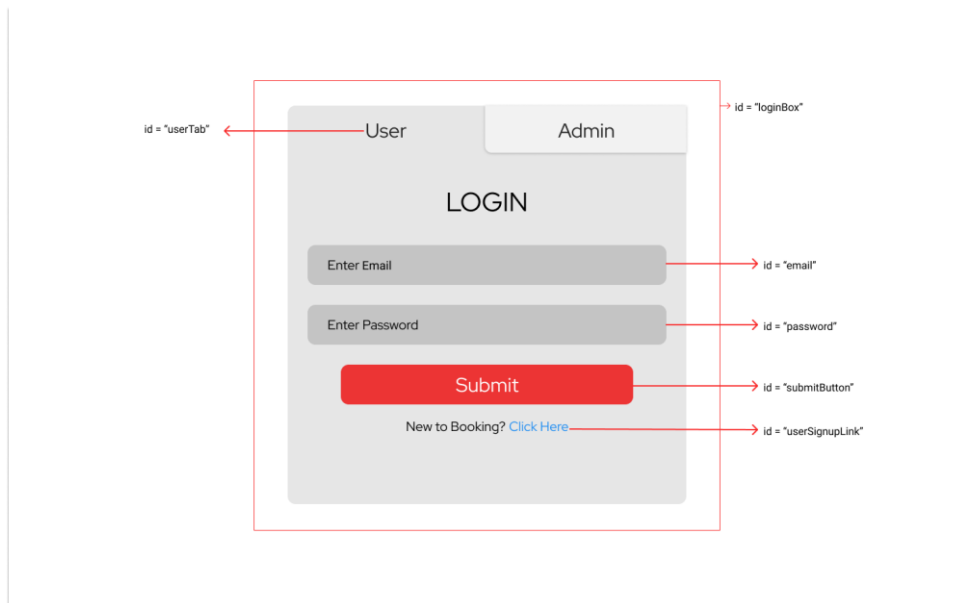 id = “loginBox”
id = “userTab”
User
Admin
LOGIN
Enter Email
id = “email”
Enter Password
id = “password”
Submit
id = “submitButton”
New to Booking? Click Here
id = “userSignupLink”